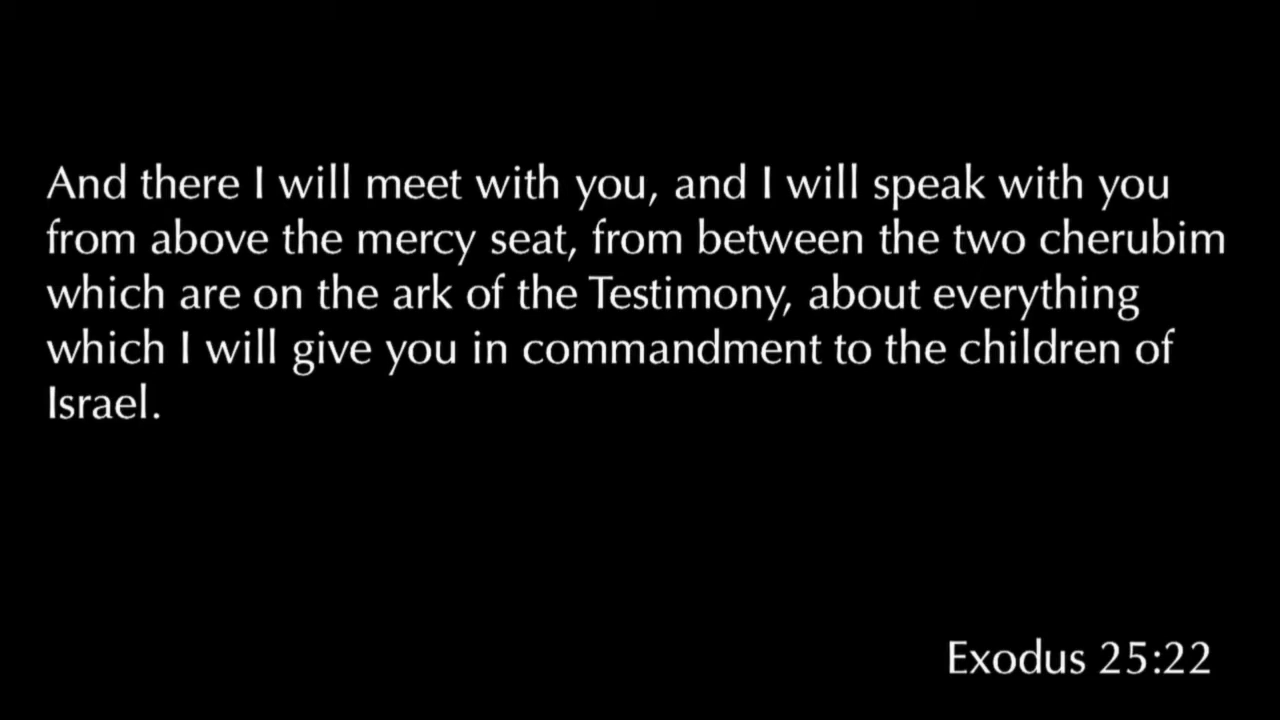 And there I will meet with you, and I will speak with you
from above the mercy seat, from between the two cherubim
which are on the ark of the Testimony, about everything
which I will give you in commandment to the children of
Israel.
Exodus 25:22